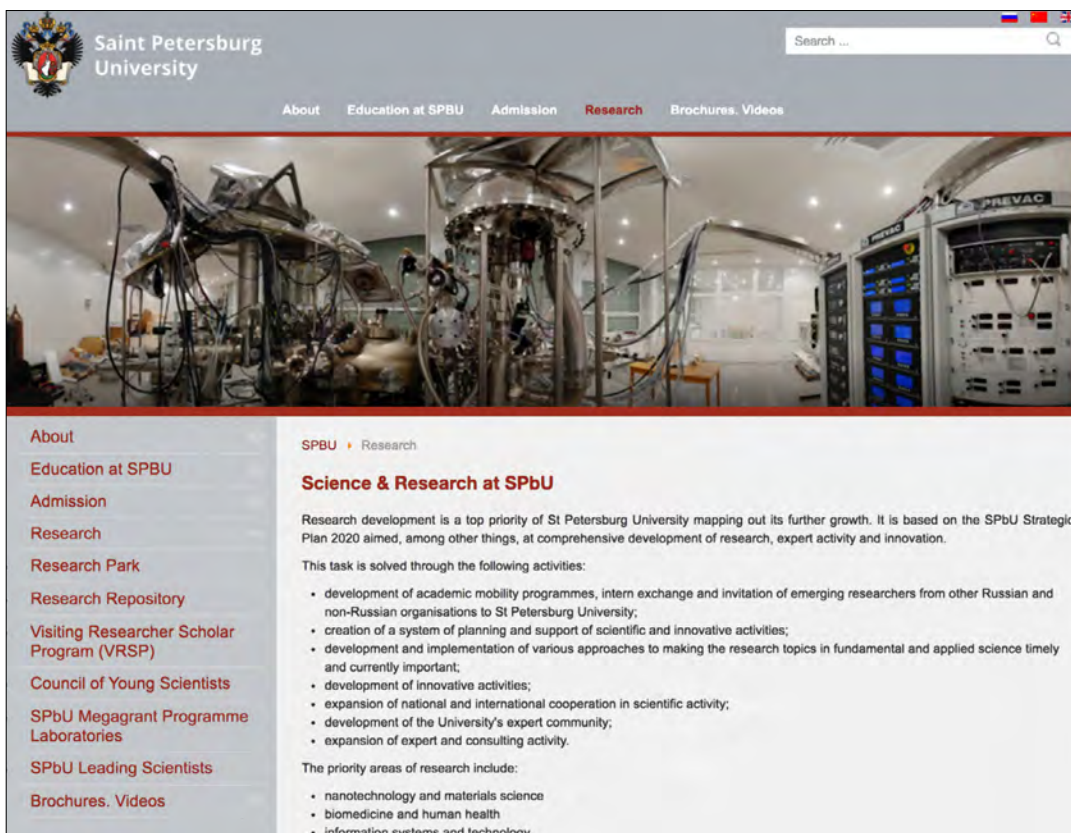 Saint Petersburg
University
Search ...
About Education at SPBU Admission Research Brochures. Videos
PREVAC
PREVAC
About
Education at SPBU
Admission
Research
Research Park
Research Repository
Visiting Researcher Scholar
Program (VRSP)
Council of Young Scientists
SPbU Megagrant Programme
Laboratories
SPbU Leading Scientists
Brochures. Videos
SPBU Research
Science & Research at SPbU
Research development is a top priority of St Petersburg University mapping out its further growth. It is based on the SPbU Strategic
Plan 2020 aimed, among other things, at comprehensive development of research, expert activity and innovation.
This task is solved through the following activities:
• development of academic mobility programmes, intern exchange and invitation of emerging researchers from other Russian and
non-Russian organisations to St Petersburg University;
• creation of a system of planning and support of scientific and innovative activities;
• development and implementation of various approaches to making the research topics in fundamental and applied science timely
and currently important;
• development of innovative activities;
• expansion of national and international cooperation in scientific activity;
• development of the University's expert community;
• expansion of expert and consulting activity.
The priority areas of research include:
• nanotechnology and materials science
• biomedicine and human health
• information systems and technology